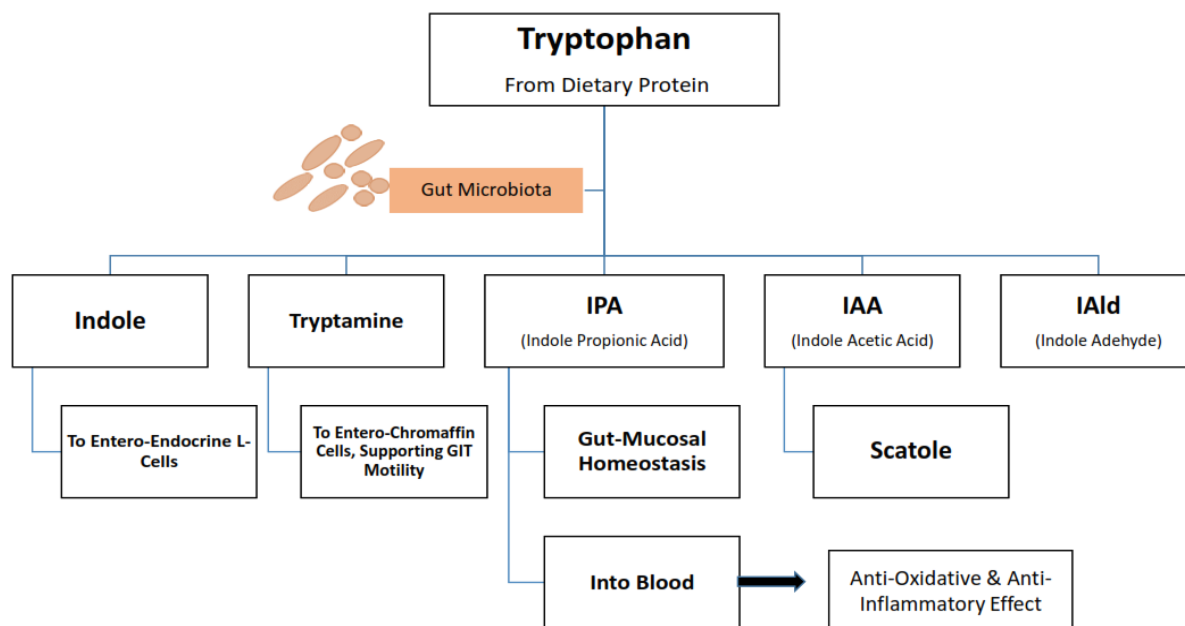 Tryptophan
From Dietary Protein
Gut Microbiota
Indole
Tryptamine
IPA
(Indole Propionic Acid)
IAA
(Indole Acetic Acid)
IAld
(Indole Adehyde)
To Entero-Endocrine L-
Cells
To Entero-Chromaffin
Cells, Supporting GIT
Motility
Gut-Mucosal
Homeostasis
Scatole
Into Blood
Anti-Oxidative & Anti-
Inflammatory Effect